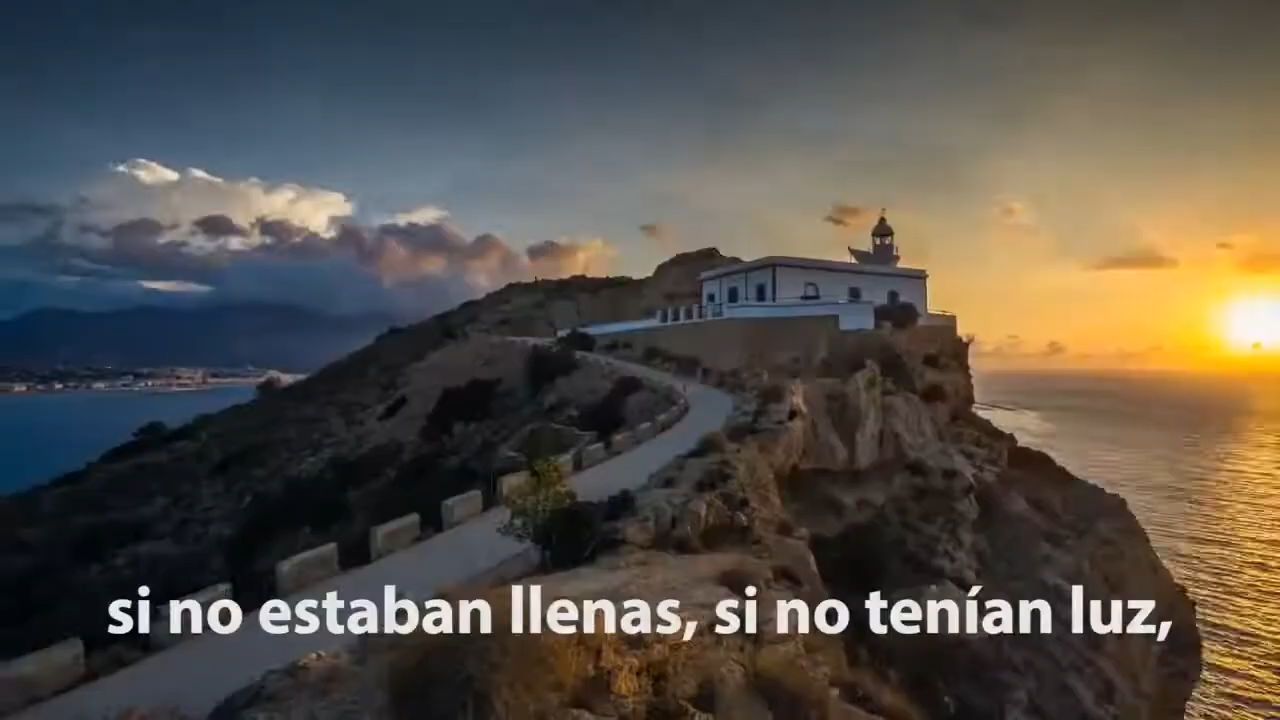 si no estaban llenas, si no tenían luz,